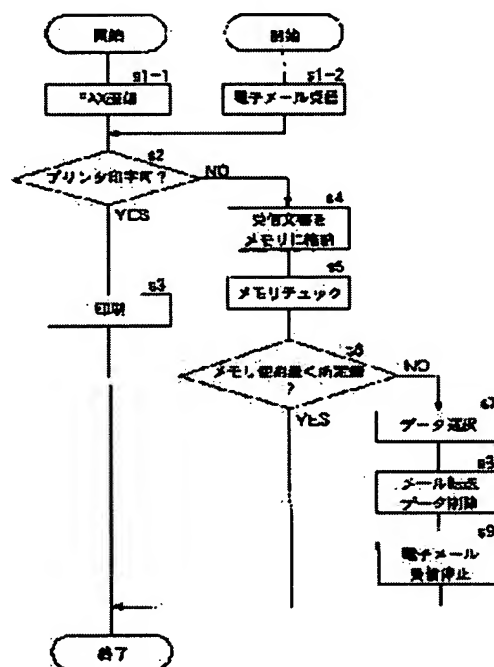 開始
開始
s1-1
s1-2
FAX受信
電子メール受信
s2
プリンタ印字可?
NO
YES
s4
受信文書を
メモリに格納
s3
印刷
s5
メモリチェック
s6
メモリ使用量<所定値
?
NO
YES
s7
データ選択
s8
メール転送
データ削除
s9
電子メール
受信停止
終了